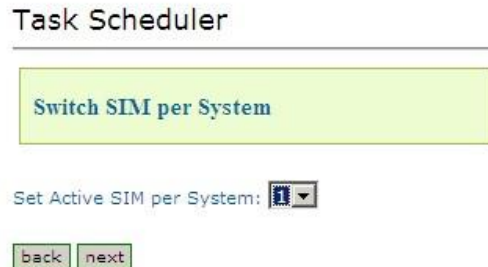 Task Scheduler
Switch SIM per System
Set Active SIM per System: 1
back next